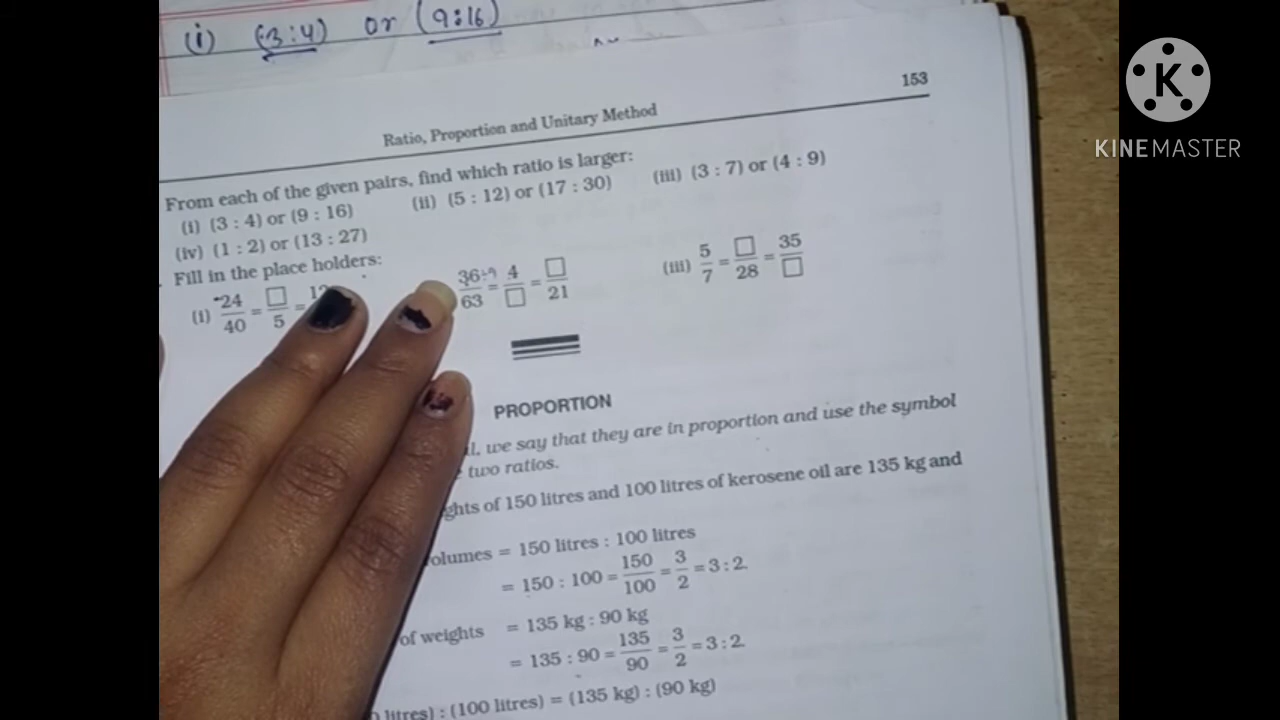 (i) (3:4) or (9:16)
153
Ratio, Proportion and Unitary Method
From each of the given pairs, find which ratio is larger:
(i) (3 : 4) or (9 : 16) (ii) (5 : 12) or (17 : 30) (iii) (3 : 7) or (4 : 9)
(iv) (1 : 2) or (13 : 27)
Fill in the place holders:
(i) 24/40 = □/5 = 36÷9/63 = 4/□ = □/21 (iii) 5/7 = □/28 = 35/□
PROPORTION
we say that they are in proportion and use the symbol
two ratios.
of 150 litres and 100 litres of kerosene oil are 135 kg and
= 150 litres : 100 litres
= 150 : 100 = 150/100 = 3/2 = 3 : 2.
of weights = 135 kg : 90 kg
= 135 : 90 = 135/90 = 3/2 = 3 : 2.
litres) : (100 litres) = (135 kg) : (90 kg)
K
KINEMASTER